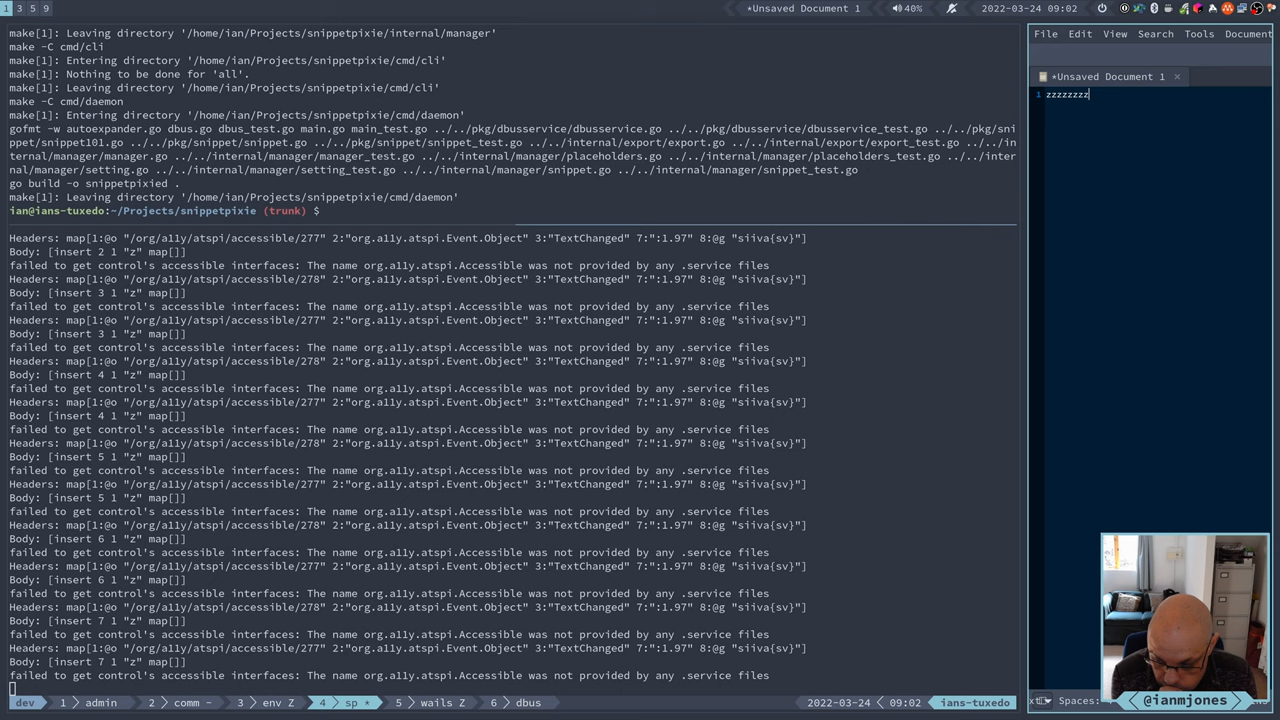 1 3 5 9
*Unsaved Document 1
40%
2022-03-24 09:02
make[1]: Leaving directory '/home/ian/Projects/snippetpixie/internal/manager'
make -C cmd/cli
make[1]: Entering directory '/home/ian/Projects/snippetpixie/cmd/cli'
make[1]: Nothing to be done for 'all'.
make[1]: Leaving directory '/home/ian/Projects/snippetpixie/cmd/cli'
make -C cmd/daemon
make[1]: Entering directory '/home/ian/Projects/snippetpixie/cmd/daemon'
gofmt -w autoexpander.go dbus.go dbus_test.go main.go main_test.go ../../pkg/dbusservice/dbusservice.go ../../pkg/dbusservice/dbusservice_test.go ../../pkg/sni
ppet/snippet101.go ../../pkg/snippet/snippet.go ../../pkg/snippet/snippet_test.go ../../internal/export/export.go ../../internal/export/export_test.go ../../in
ternal/manager/manager.go ../../internal/manager/manager_test.go ../../internal/manager/placeholders.go ../../internal/manager/placeholders_test.go ../../inter
nal/manager/setting.go ../../internal/manager/setting_test.go ../../internal/manager/snippet.go ../../internal/manager/snippet_test.go
go build -o snippetpixied .
make[1]: Leaving directory '/home/ian/Projects/snippetpixie/cmd/daemon'
ian@ians-tuxedo:~/Projects/snippetpixie (trunk) $
Headers: map[1:@o "/org/a11y/atspi/accessible/277" 2:"org.a11y.atspi.Event.Object" 3:"TextChanged" 7:":1.97" 8:@g "siiva{sv}"]
Body: [insert 2 1 "z" map[]]
failed to get control's accessible interfaces: The name org.a11y.atspi.Accessible was not provided by any .service files
Headers: map[1:@o "/org/a11y/atspi/accessible/278" 2:"org.a11y.atspi.Event.Object" 3:"TextChanged" 7:":1.97" 8:@g "siiva{sv}"]
Body: [insert 3 1 "z" map[]]
failed to get control's accessible interfaces: The name org.a11y.atspi.Accessible was not provided by any .service files
Headers: map[1:@o "/org/a11y/atspi/accessible/277" 2:"org.a11y.atspi.Event.Object" 3:"TextChanged" 7:":1.97" 8:@g "siiva{sv}"]
Body: [insert 3 1 "z" map[]]
failed to get control's accessible interfaces: The name org.a11y.atspi.Accessible was not provided by any .service files
Headers: map[1:@o "/org/a11y/atspi/accessible/278" 2:"org.a11y.atspi.Event.Object" 3:"TextChanged" 7:":1.97" 8:@g "siiva{sv}"]
Body: [insert 4 1 "z" map[]]
failed to get control's accessible interfaces: The name org.a11y.atspi.Accessible was not provided by any .service files
Headers: map[1:@o "/org/a11y/atspi/accessible/277" 2:"org.a11y.atspi.Event.Object" 3:"TextChanged" 7:":1.97" 8:@g "siiva{sv}"]
Body: [insert 4 1 "z" map[]]
failed to get control's accessible interfaces: The name org.a11y.atspi.Accessible was not provided by any .service files
Headers: map[1:@o "/org/a11y/atspi/accessible/278" 2:"org.a11y.atspi.Event.Object" 3:"TextChanged" 7:":1.97" 8:@g "siiva{sv}"]
Body: [insert 5 1 "z" map[]]
failed to get control's accessible interfaces: The name org.a11y.atspi.Accessible was not provided by any .service files
Headers: map[1:@o "/org/a11y/atspi/accessible/277" 2:"org.a11y.atspi.Event.Object" 3:"TextChanged" 7:":1.97" 8:@g "siiva{sv}"]
Body: [insert 5 1 "z" map[]]
failed to get control's accessible interfaces: The name org.a11y.atspi.Accessible was not provided by any .service files
Headers: map[1:@o "/org/a11y/atspi/accessible/278" 2:"org.a11y.atspi.Event.Object" 3:"TextChanged" 7:":1.97" 8:@g "siiva{sv}"]
Body: [insert 6 1 "z" map[]]
failed to get control's accessible interfaces: The name org.a11y.atspi.Accessible was not provided by any .service files
Headers: map[1:@o "/org/a11y/atspi/accessible/277" 2:"org.a11y.atspi.Event.Object" 3:"TextChanged" 7:":1.97" 8:@g "siiva{sv}"]
Body: [insert 6 1 "z" map[]]
failed to get control's accessible interfaces: The name org.a11y.atspi.Accessible was not provided by any .service files
Headers: map[1:@o "/org/a11y/atspi/accessible/278" 2:"org.a11y.atspi.Event.Object" 3:"TextChanged" 7:":1.97" 8:@g "siiva{sv}"]
Body: [insert 7 1 "z" map[]]
failed to get control's accessible interfaces: The name org.a11y.atspi.Accessible was not provided by any .service files
Headers: map[1:@o "/org/a11y/atspi/accessible/277" 2:"org.a11y.atspi.Event.Object" 3:"TextChanged" 7:":1.97" 8:@g "siiva{sv}"]
Body: [insert 7 1 "z" map[]]
failed to get control's accessible interfaces: The name org.a11y.atspi.Accessible was not provided by any .service files
dev 1 admin 2 comm - 3 env Z 4 sp * 5 wails Z 6 dbus 2022-03-24 09:02 ians-tuxedo
File Edit View Search Tools Document
*Unsaved Document 1 ×
1 zzzzzzzz
Spaces:
@ianmjones